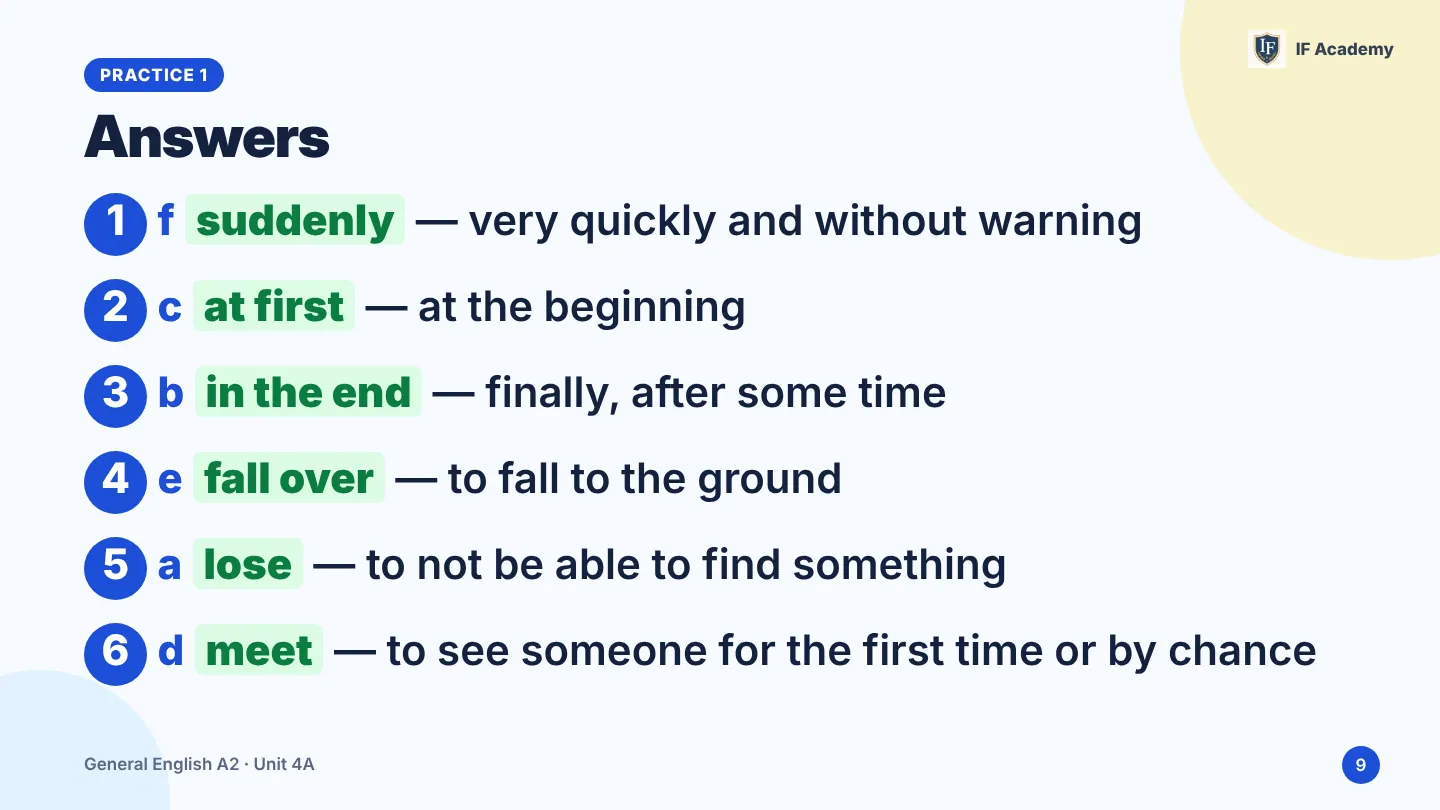 IF
IF Academy
PRACTICE 1
Answers
1 f suddenly — very quickly and without warning
2 c at first — at the beginning
3 b in the end — finally, after some time
4 e fall over — to fall to the ground
5 a lose — to not be able to find something
6 d meet — to see someone for the first time or by chance
General English A2 · Unit 4A
9